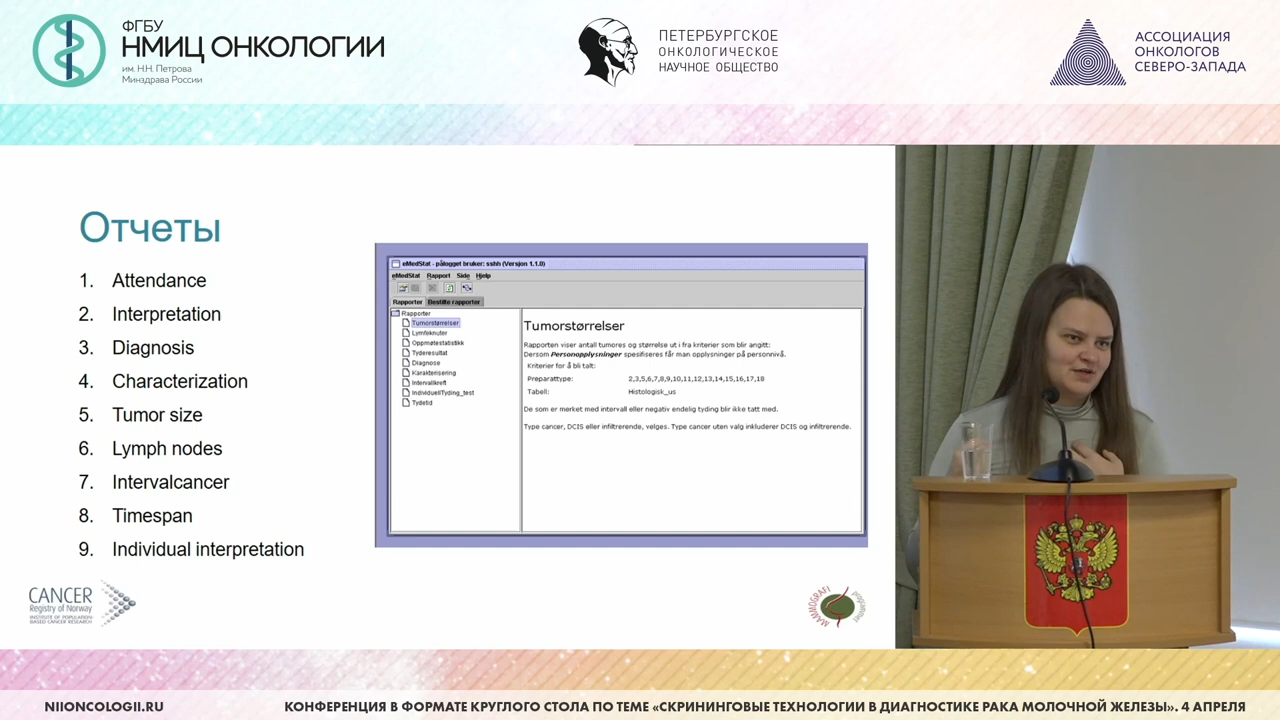 ФГБУ
НМИЦ ОНКОЛОГИИ
им. Н.Н. Петрова
Минздрава России
ПЕТЕРБУРГСКОЕ
ОНКОЛОГИЧЕСКОЕ
НАУЧНОЕ ОБЩЕСТВО
АССОЦИАЦИЯ
ОНКОЛОГОВ
СЕВЕРО-ЗАПАДА
Отчеты
1. Attendance
2. Interpretation
3. Diagnosis
4. Characterization
5. Tumor size
6. Lymph nodes
7. Intervalcancer
8. Timespan
9. Individual interpretation
eMedStat - pålogget bruker: sshh (Versjon 1.1.0)
eMedStat Rapport Side Hjelp
Rapporter Bestilte rapporter
Rapporter
Tumorstørrelser
Lymfeknuter
Oppmøtestatistikk
Tyderesultat
Diagnose
Karakterisering
Intervallkreft
IndividuellTyding_test
Tydetid
Tumorstørrelser
Rapporten viser antall tumores og størrelse ut i fra kriterier som blir angitt:
Dersom Personopplysninger spesifiseres får man opplysninger på personnivå.
Kriterier for å bli talt:
Preparattype: 2,3,5,6,7,8,9,10,11,12,13,14,15,16,17,18
Tabell: Histologisk_us
De som er merket med intervall eller negativ endelig tyding blir ikke tatt med.
Type cancer, DCIS eller infiltrerende, velges. Type cancer uten valg inkluderer DCIS og infiltrerende.
CANCER
Registry of Norway
INSTITUTE OF POPULATION-
BASED CANCER RESEARCH
MAMMOGRAFI
programmet
NIIONCOLOGII.RU
КОНФЕРЕНЦИЯ В ФОРМАТЕ КРУГЛОГО СТОЛА ПО ТЕМЕ «СКРИНИНГОВЫЕ ТЕХНОЛОГИИ В ДИАГНОСТИКЕ РАКА МОЛОЧНОЙ ЖЕЛЕЗЫ». 4 АПРЕЛЯ